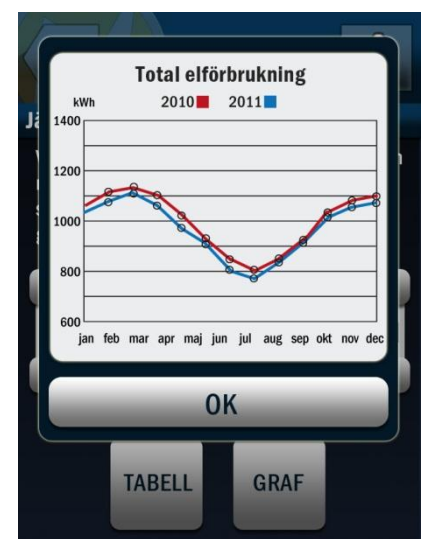 Total elförbrukning
kWh 2010 2011
1400
1200
1000
800
600
jan feb mar apr maj jun jul aug sep okt nov dec
OK
TABELL GRAF